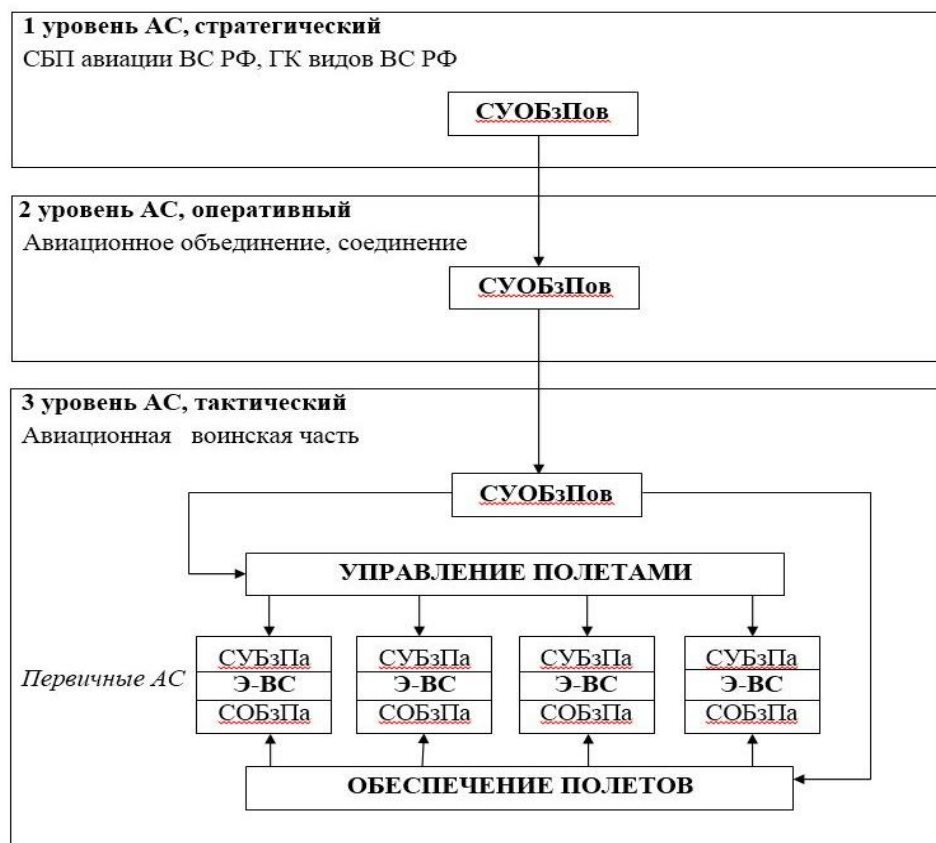 1 уровень АС, стратегический
СБП авиации ВС РФ, ГК видов ВС РФ
СУОБзПов
2 уровень АС, оперативный
Авиационное объединение, соединение
СУОБзПов
3 уровень АС, тактический
Авиационная воинская часть
СУОБзПов
УПРАВЛЕНИЕ ПОЛЕТАМИ
СУБзПа СУБзПа СУБзПа СУБзПа
Первичные АС Э-ВС Э-ВС Э-ВС Э-ВС
СОБзПа СОБзПа СОБзПа СОБзПа
ОБЕСПЕЧЕНИЕ ПОЛЕТОВ